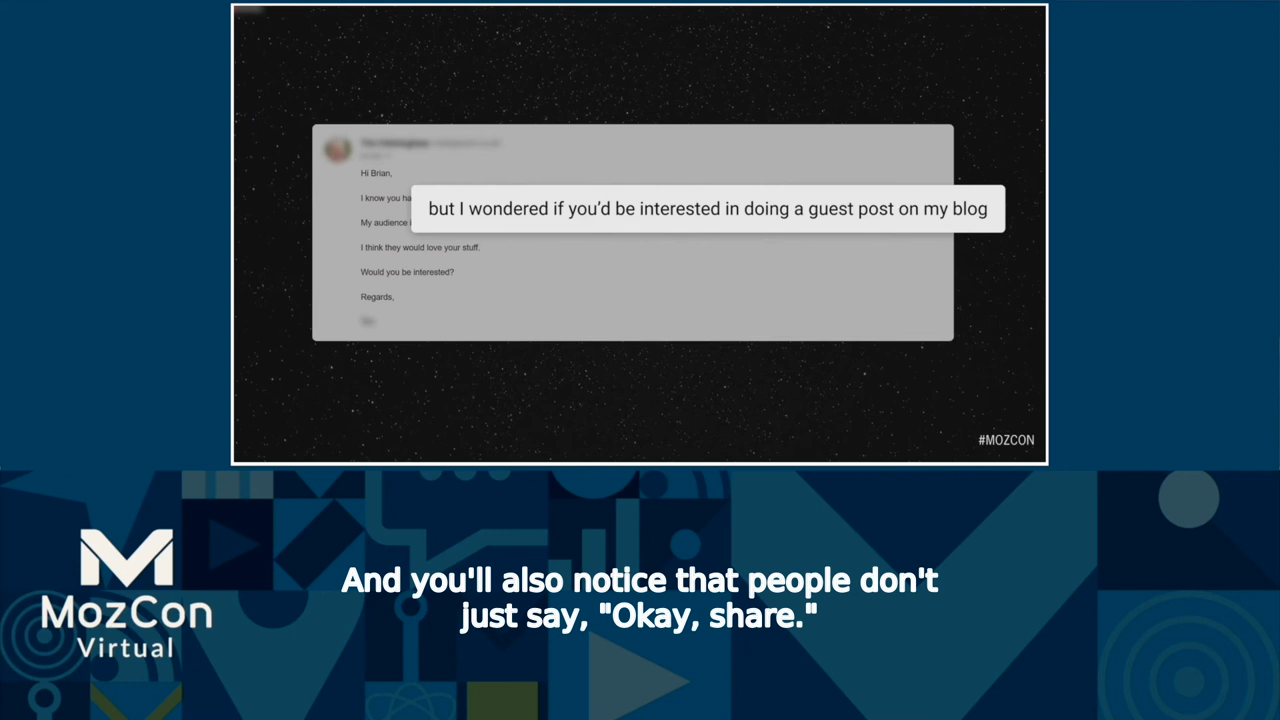 Hi Brian,
I know you ha
but I wondered if you'd be interested in doing a guest post on my blog
My audience
I think they would love your stuff.
Would you be interested?
Regards,
#MOZCON
MozCon
Virtual
And you'll also notice that people don't
just say, "Okay, share."